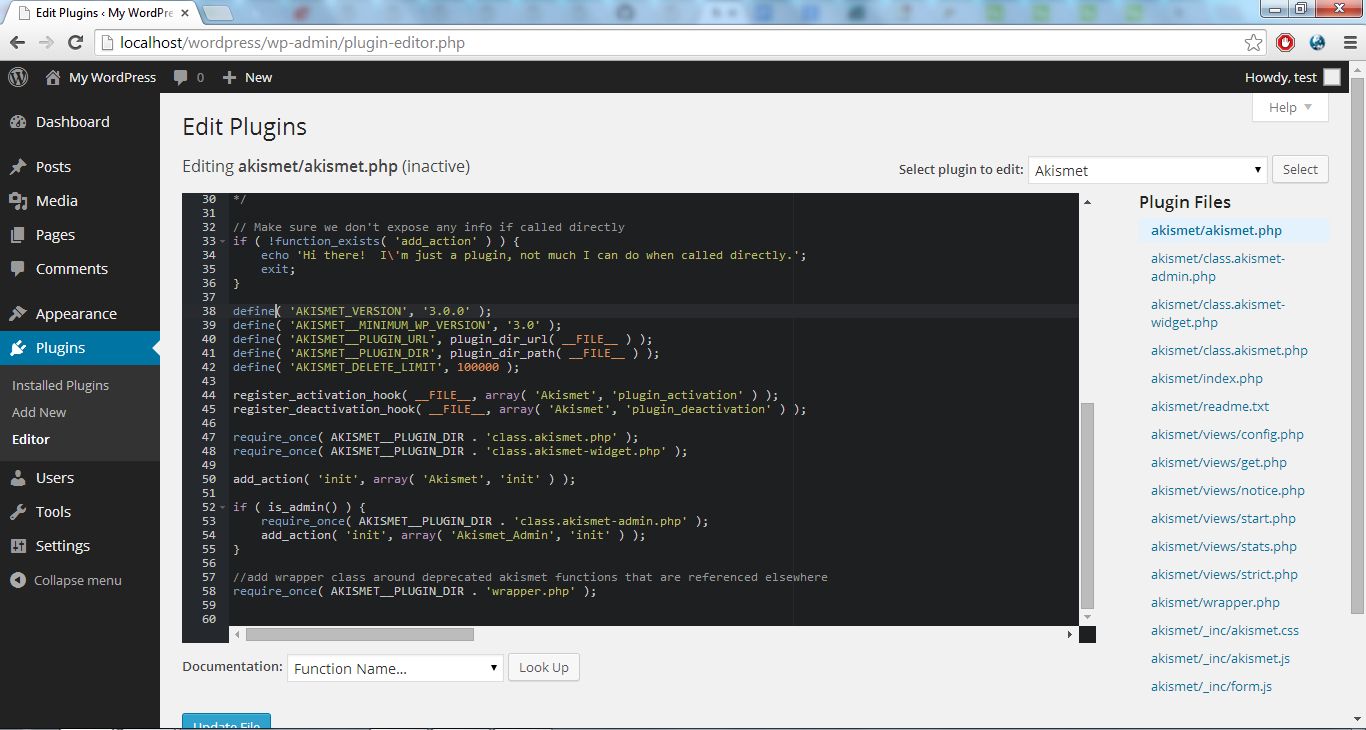 Edit Plugins ‹ My WordPre
localhost/wordpress/wp-admin/plugin-editor.php
My WordPress 0 New Howdy, test
Help
Dashboard
Posts
Media
Pages
Comments
Appearance
Plugins
Installed Plugins
Add New
Editor
Users
Tools
Settings
Collapse menu
Edit Plugins
Editing akismet/akismet.php (inactive)
Select plugin to edit: Akismet Select
30 */
31
32 // Make sure we don't expose any info if called directly
33 if ( !function_exists( 'add_action' ) ) {
34     echo 'Hi there!  I\'m just a plugin, not much I can do when called directly.';
35     exit;
36 }
37
38 define( 'AKISMET_VERSION', '3.0.0' );
39 define( 'AKISMET__MINIMUM_WP_VERSION', '3.0' );
40 define( 'AKISMET__PLUGIN_URL', plugin_dir_url( __FILE__ ) );
41 define( 'AKISMET__PLUGIN_DIR', plugin_dir_path( __FILE__ ) );
42 define( 'AKISMET_DELETE_LIMIT', 100000 );
43
44 register_activation_hook( __FILE__, array( 'Akismet', 'plugin_activation' ) );
45 register_deactivation_hook( __FILE__, array( 'Akismet', 'plugin_deactivation' ) );
46
47 require_once( AKISMET__PLUGIN_DIR . 'class.akismet.php' );
48 require_once( AKISMET__PLUGIN_DIR . 'class.akismet-widget.php' );
49
50 add_action( 'init', array( 'Akismet', 'init' ) );
51
52 if ( is_admin() ) {
53     require_once( AKISMET__PLUGIN_DIR . 'class.akismet-admin.php' );
54     add_action( 'init', array( 'Akismet_Admin', 'init' ) );
55 }
56
57 //add wrapper class around deprecated akismet functions that are referenced elsewhere
58 require_once( AKISMET__PLUGIN_DIR . 'wrapper.php' );
59
60
Documentation: Function Name... Look Up
Update File
Plugin Files
akismet/akismet.php
akismet/class.akismet-
admin.php
akismet/class.akismet-
widget.php
akismet/class.akismet.php
akismet/index.php
akismet/readme.txt
akismet/views/config.php
akismet/views/get.php
akismet/views/notice.php
akismet/views/start.php
akismet/views/stats.php
akismet/views/strict.php
akismet/wrapper.php
akismet/_inc/akismet.css
akismet/_inc/akismet.js
akismet/_inc/form.js